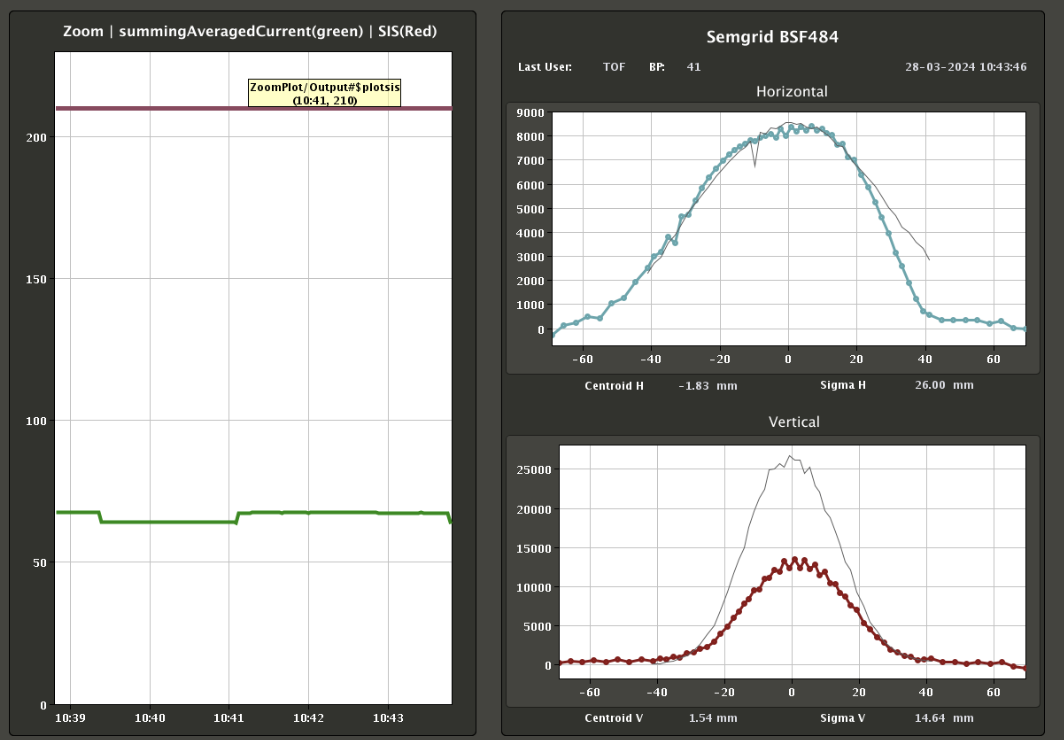 Zoom | summingAveragedCurrent(green) | SIS(Red)
ZoomPlot/Output#$plotsis
(10:41, 210)
200
150
100
50
0
10:39 10:40 10:41 10:42 10:43
Semgrid BSF484
Last User: TOF BP: 41 28-03-2024 10:43:46
Horizontal
9000
8000
7000
6000
5000
4000
3000
2000
1000
0
-60 -40 -20 0 20 40 60
Centroid H -1.83 mm Sigma H 26.00 mm
Vertical
25000
20000
15000
10000
5000
0
-60 -40 -20 0 20 40 60
Centroid V 1.54 mm Sigma V 14.64 mm